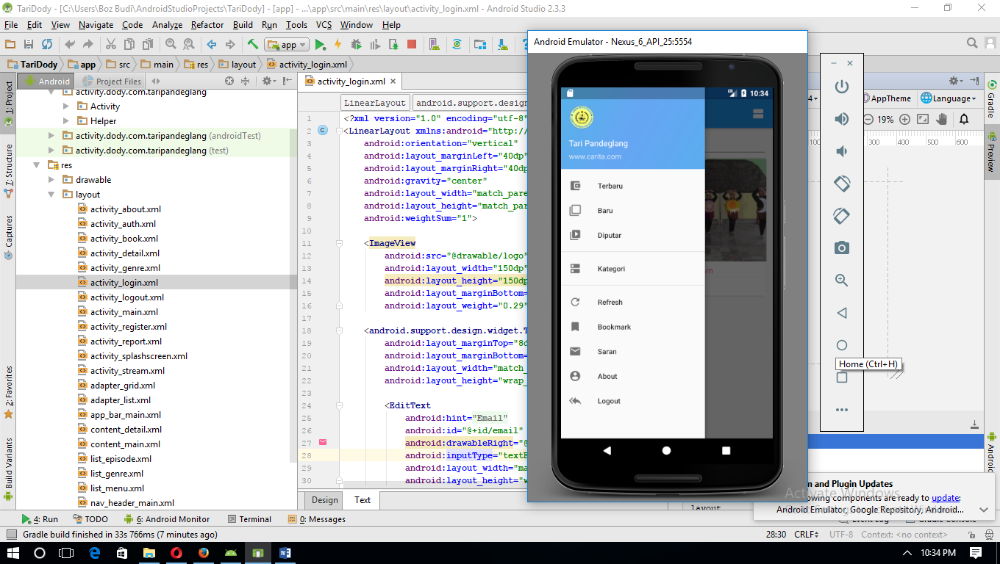 TariDody - [C:\Users\Boz Budi\AndroidStudioProjects\TariDody] - [app] - ...\app\src\main\res\layout\activity_login.xml - Android Studio 2.3.3
File Edit View Navigate Code Analyze Refactor Build Run Tools VCS Window Help
app
TariDody app src main res layout activity_login.xml
Android Project Files
activity_login.xml
1: Project
7: Structure
Captures
2: Favorites
Build Variants
activity.dody.com.taripandeglang
Activity
Helper
activity.dody.com.taripandeglang (androidTest)
activity.dody.com.taripandeglang (test)
res
drawable
layout
activity_about.xml
activity_auth.xml
activity_book.xml
activity_detail.xml
activity_genre.xml
activity_login.xml
activity_logout.xml
activity_main.xml
activity_register.xml
activity_report.xml
activity_splashscreen.xml
activity_stream.xml
adapter_grid.xml
adapter_list.xml
app_bar_main.xml
content_detail.xml
content_main.xml
list_episode.xml
list_genre.xml
list_menu.xml
nav_header_main.xml
LinearLayout android.support.desig
1 <?xml version="1.0" encoding="utf-8"
2 <LinearLayout xmlns:android="http://
3 android:orientation="vertical"
4 android:layout_marginLeft="40dp"
5 android:layout_marginRight="40dp
6 android:gravity="center"
7 android:layout_width="match_pare
8 android:layout_height="match_par
9 android:weightSum="1">
10
11 <ImageView
12 android:src="@drawable/logo"
13 android:layout_width="150dp"
14 android:layout_height="150dp
15 android:layout_marginBottom=
16 android:layout_weight="0.29"
17
18 <android.support.design.widget.T
19 android:layout_marginTop="8d
20 android:layout_marginBottom=
21 android:layout_width="match_
22 android:layout_height="wrap_
23
24 <EditText
25 android:hint="Email"
26 android:id="@+id/email"
27 android:drawableRight="@
28 android:inputType="textE
29 android:layout_width="ma
30 android:layout_height="w
Design Text
Android Emulator - Nexus_6_API_25:5554
10:34
Tari Pandeglang
www.carita.com
Terbaru
Baru
Diputar
Kategori
Refresh
Bookmark
Saran
About
Logout
Home (Ctrl+H)
AppTheme Language
19%
300 400 500
Gradle
Preview
layout
Activate Windows
n and Plugin Updates
owing components are ready to update:
Android Emulator, Google Repository, Android...
Event Log Gradle Console
4: Run TODO 6: Android Monitor Terminal 0: Messages
Gradle build finished in 33s 766ms (7 minutes ago)
28:30 CRLF UTF-8 Context: <no context>
10:34 PM